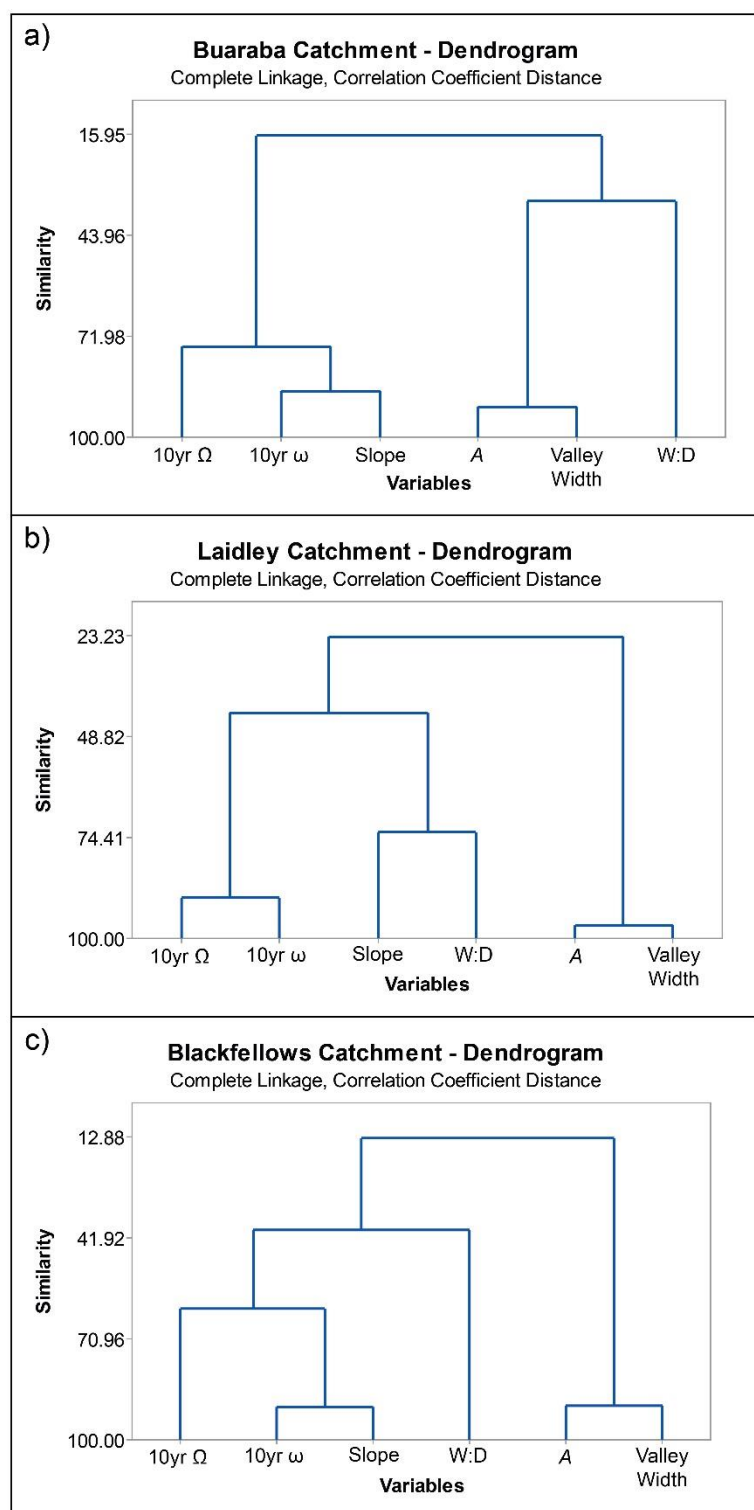 a)
Buaraba Catchment - Dendrogram
Complete Linkage, Correlation Coefficient Distance
Similarity
15.95
43.96
71.98
100.00
10yr Ω 10yr ω Slope A Valley Width W:D
Variables
b)
Laidley Catchment - Dendrogram
Complete Linkage, Correlation Coefficient Distance
Similarity
23.23
48.82
74.41
100.00
10yr Ω 10yr ω Slope W:D A Valley Width
Variables
c)
Blackfellows Catchment - Dendrogram
Complete Linkage, Correlation Coefficient Distance
Similarity
12.88
41.92
70.96
100.00
10yr Ω 10yr ω Slope W:D A Valley Width
Variables